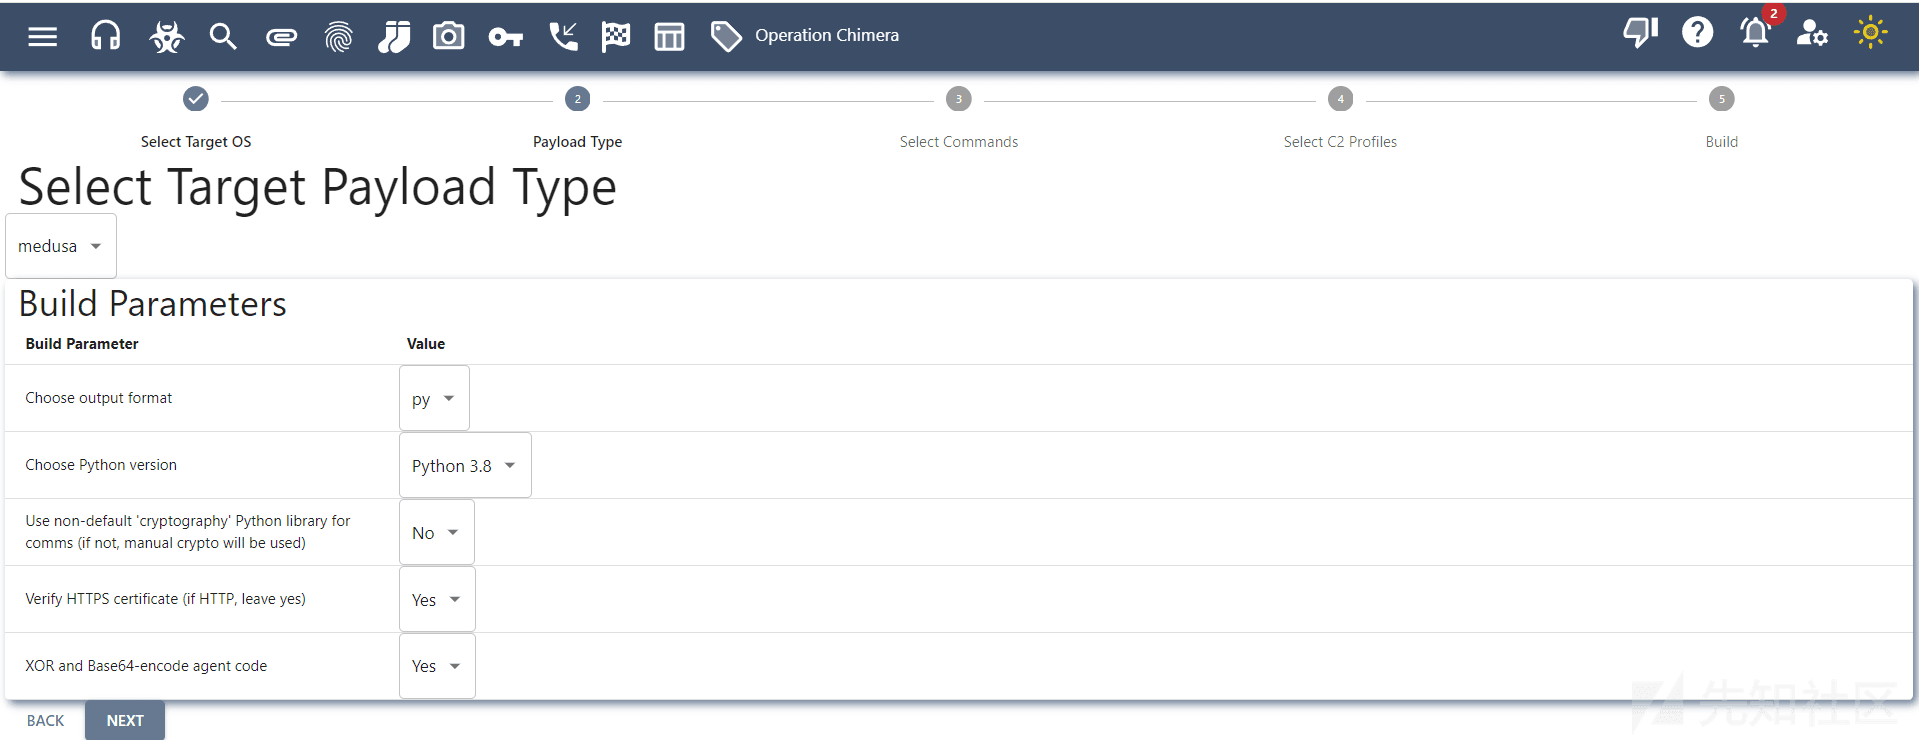 Operation Chimera
2
2
3
4
5
Select Target OS
Payload Type
Select Commands
Select C2 Profiles
Build
Select Target Payload Type
medusa
Build Parameters
Build Parameter
Value
Choose output format
py
Choose Python version
Python 3.8
Use non-default 'cryptography' Python library for
comms (if not, manual crypto will be used)
No
Verify HTTPS certificate (if HTTP, leave yes)
Yes
XOR and Base64-encode agent code
Yes
BACK
NEXT
先知社区